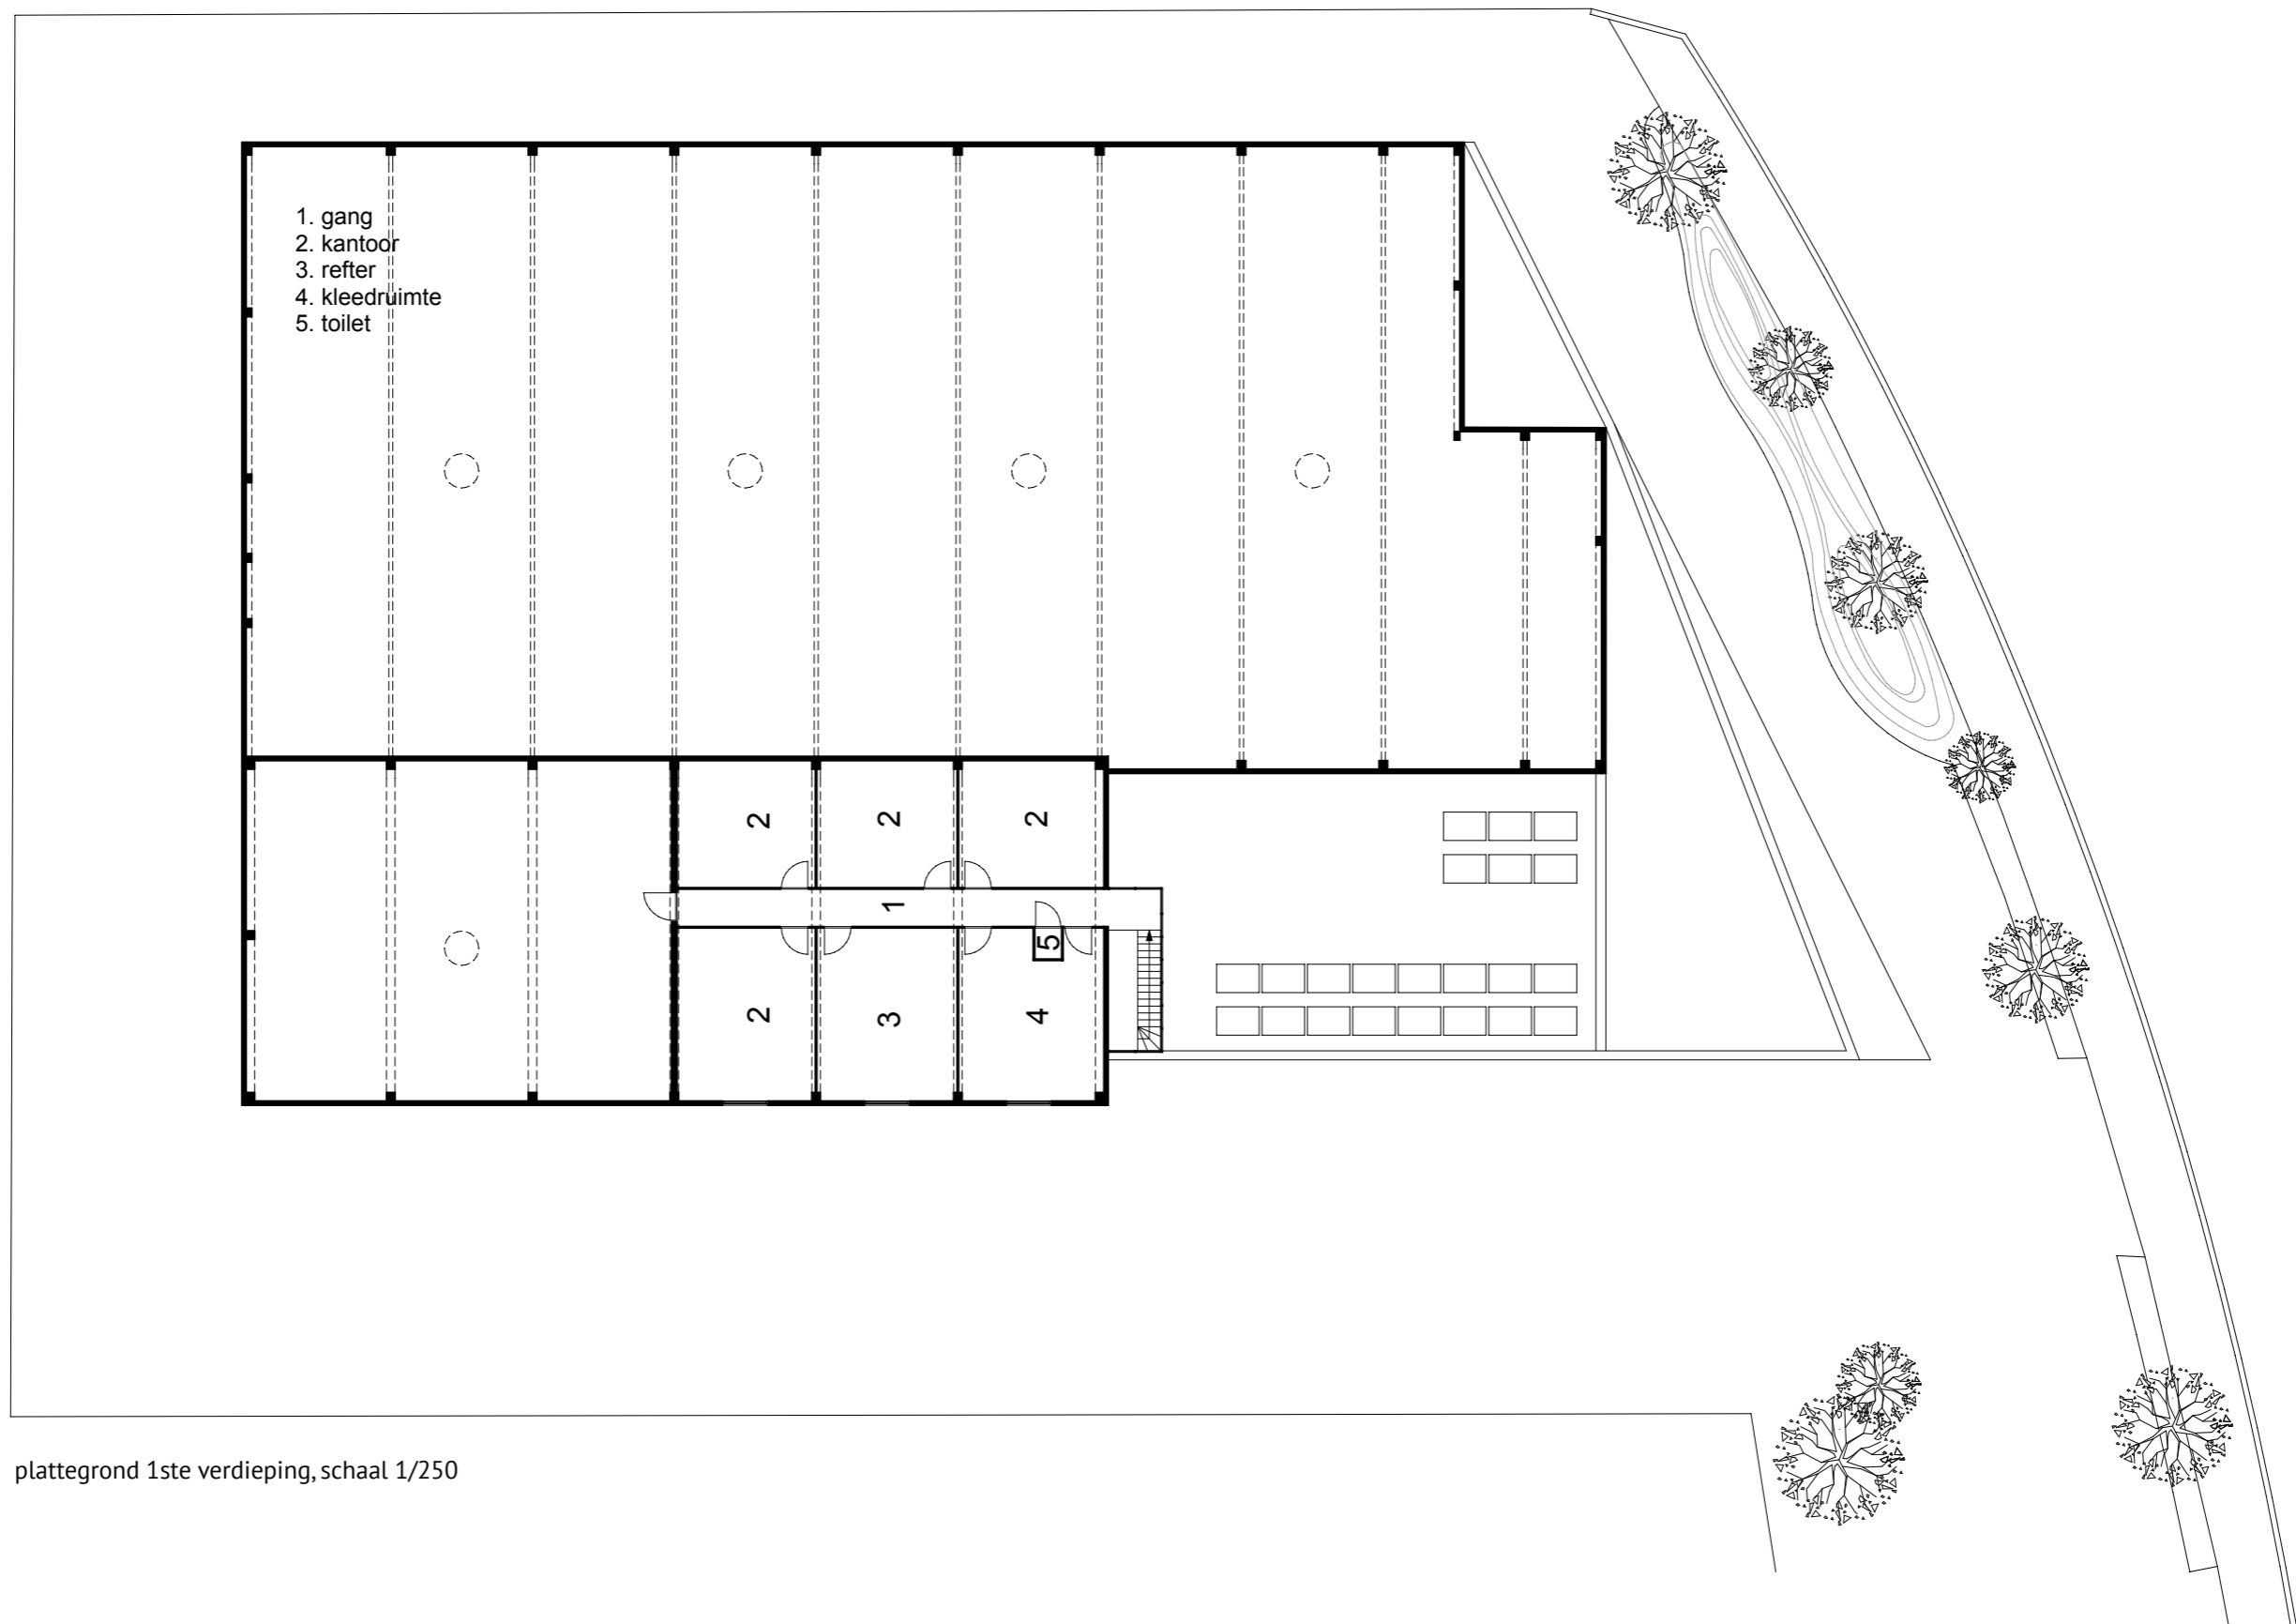 1. gang
2. kantoor
3. refter
4. kleedruimte
5. toilet
2
2
2
1
5
2
3
4
plattegrond 1ste verdieping, schaal 1/250